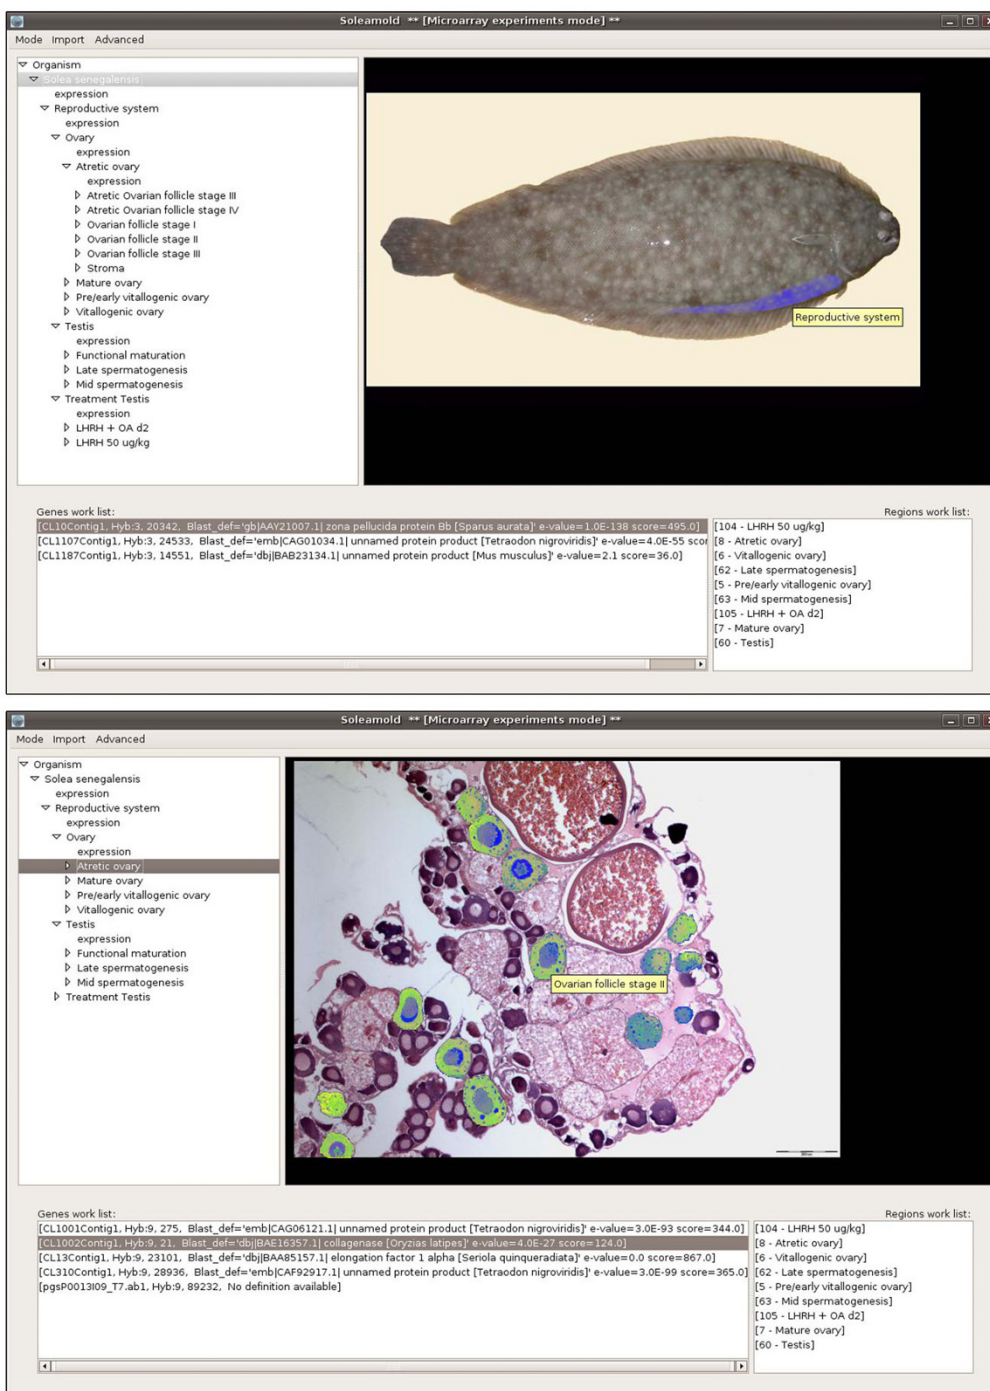 Soleamold ** [Microarray experiments mode] **
Mode Import Advanced
Organism
Solea senegalensis
expression
Reproductive system
expression
Ovary
expression
Atretic ovary
expression
Atretic Ovarian follicle stage III
Atretic Ovarian follicle stage IV
Ovarian follicle stage I
Ovarian follicle stage II
Ovarian follicle stage III
Stroma
Mature ovary
Pre/early vitallogenic ovary
Vitallogenic ovary
Testis
expression
Functional maturation
Late spermatogenesis
Mid spermatogenesis
Treatment Testis
expression
LHRH + OA d2
LHRH 50 ug/kg
Reproductive system
Genes work list:
[CL10Contig1, Hyb:3, 20342, Blast_def='gb|AAY21007.1| zona pellucida protein Bb [Sparus aurata]' e-value=1.0E-138 score=495.0]
[CL1107Contig1, Hyb:3, 24533, Blast_def='emb|CAG01034.1| unnamed protein product [Tetraodon nigroviridis]' e-value=4.0E-55 scor
[CL1187Contig1, Hyb:3, 14551, Blast_def='dbj|BAB23134.1| unnamed protein product [Mus musculus]' e-value=2.1 score=36.0]
Regions work list:
[104 - LHRH 50 ug/kg]
[8 - Atretic ovary]
[6 - Vitallogenic ovary]
[62 - Late spermatogenesis]
[5 - Pre/early vitallogenic ovary]
[63 - Mid spermatogenesis]
[105 - LHRH + OA d2]
[7 - Mature ovary]
[60 - Testis]
Soleamold ** [Microarray experiments mode] **
Mode Import Advanced
Organism
Solea senegalensis
expression
Reproductive system
expression
Ovary
expression
Atretic ovary
Mature ovary
Pre/early vitallogenic ovary
Vitallogenic ovary
Testis
expression
Functional maturation
Late spermatogenesis
Mid spermatogenesis
Treatment Testis
Ovarian follicle stage II
Genes work list:
[CL1001Contig1, Hyb:9, 275, Blast_def='emb|CAG06121.1| unnamed protein product [Tetraodon nigroviridis]' e-value=3.0E-93 score=344.0]
[CL1002Contig1, Hyb:9, 21, Blast_def='dbj|BAE16357.1| collagenase [Oryzias latipes]' e-value=4.0E-27 score=124.0]
[CL13Contig1, Hyb:9, 23101, Blast_def='dbj|BAA85157.1| elongation factor 1 alpha [Seriola quinqueradiata]' e-value=0.0 score=867.0]
[CL310Contig1, Hyb:9, 28936, Blast_def='emb|CAF92917.1| unnamed protein product [Tetraodon nigroviridis]' e-value=3.0E-99 score=365.0]
[pgsP0013I09_T7.ab1, Hyb:9, 89232, No definition available]
Regions work list:
[104 - LHRH 50 ug/kg]
[8 - Atretic ovary]
[6 - Vitallogenic ovary]
[62 - Late spermatogenesis]
[5 - Pre/early vitallogenic ovary]
[63 - Mid spermatogenesis]
[105 - LHRH + OA d2]
[7 - Mature ovary]
[60 - Testis]